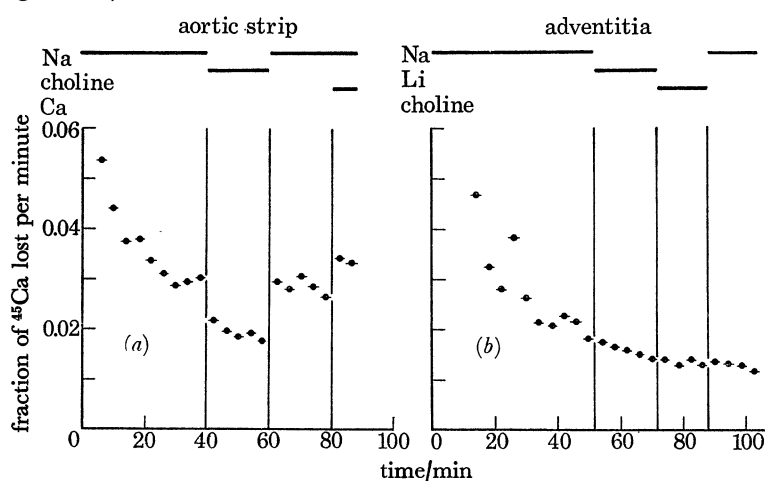 aortic strip
Na
choline
Ca
adventitia
Na
Li
choline
fraction of ⁴⁵Ca lost per minute
0.06
0.04
0.02
0
(a)
0 20 40 60 80 100
(b)
0 20 40 60 80 100
time/min